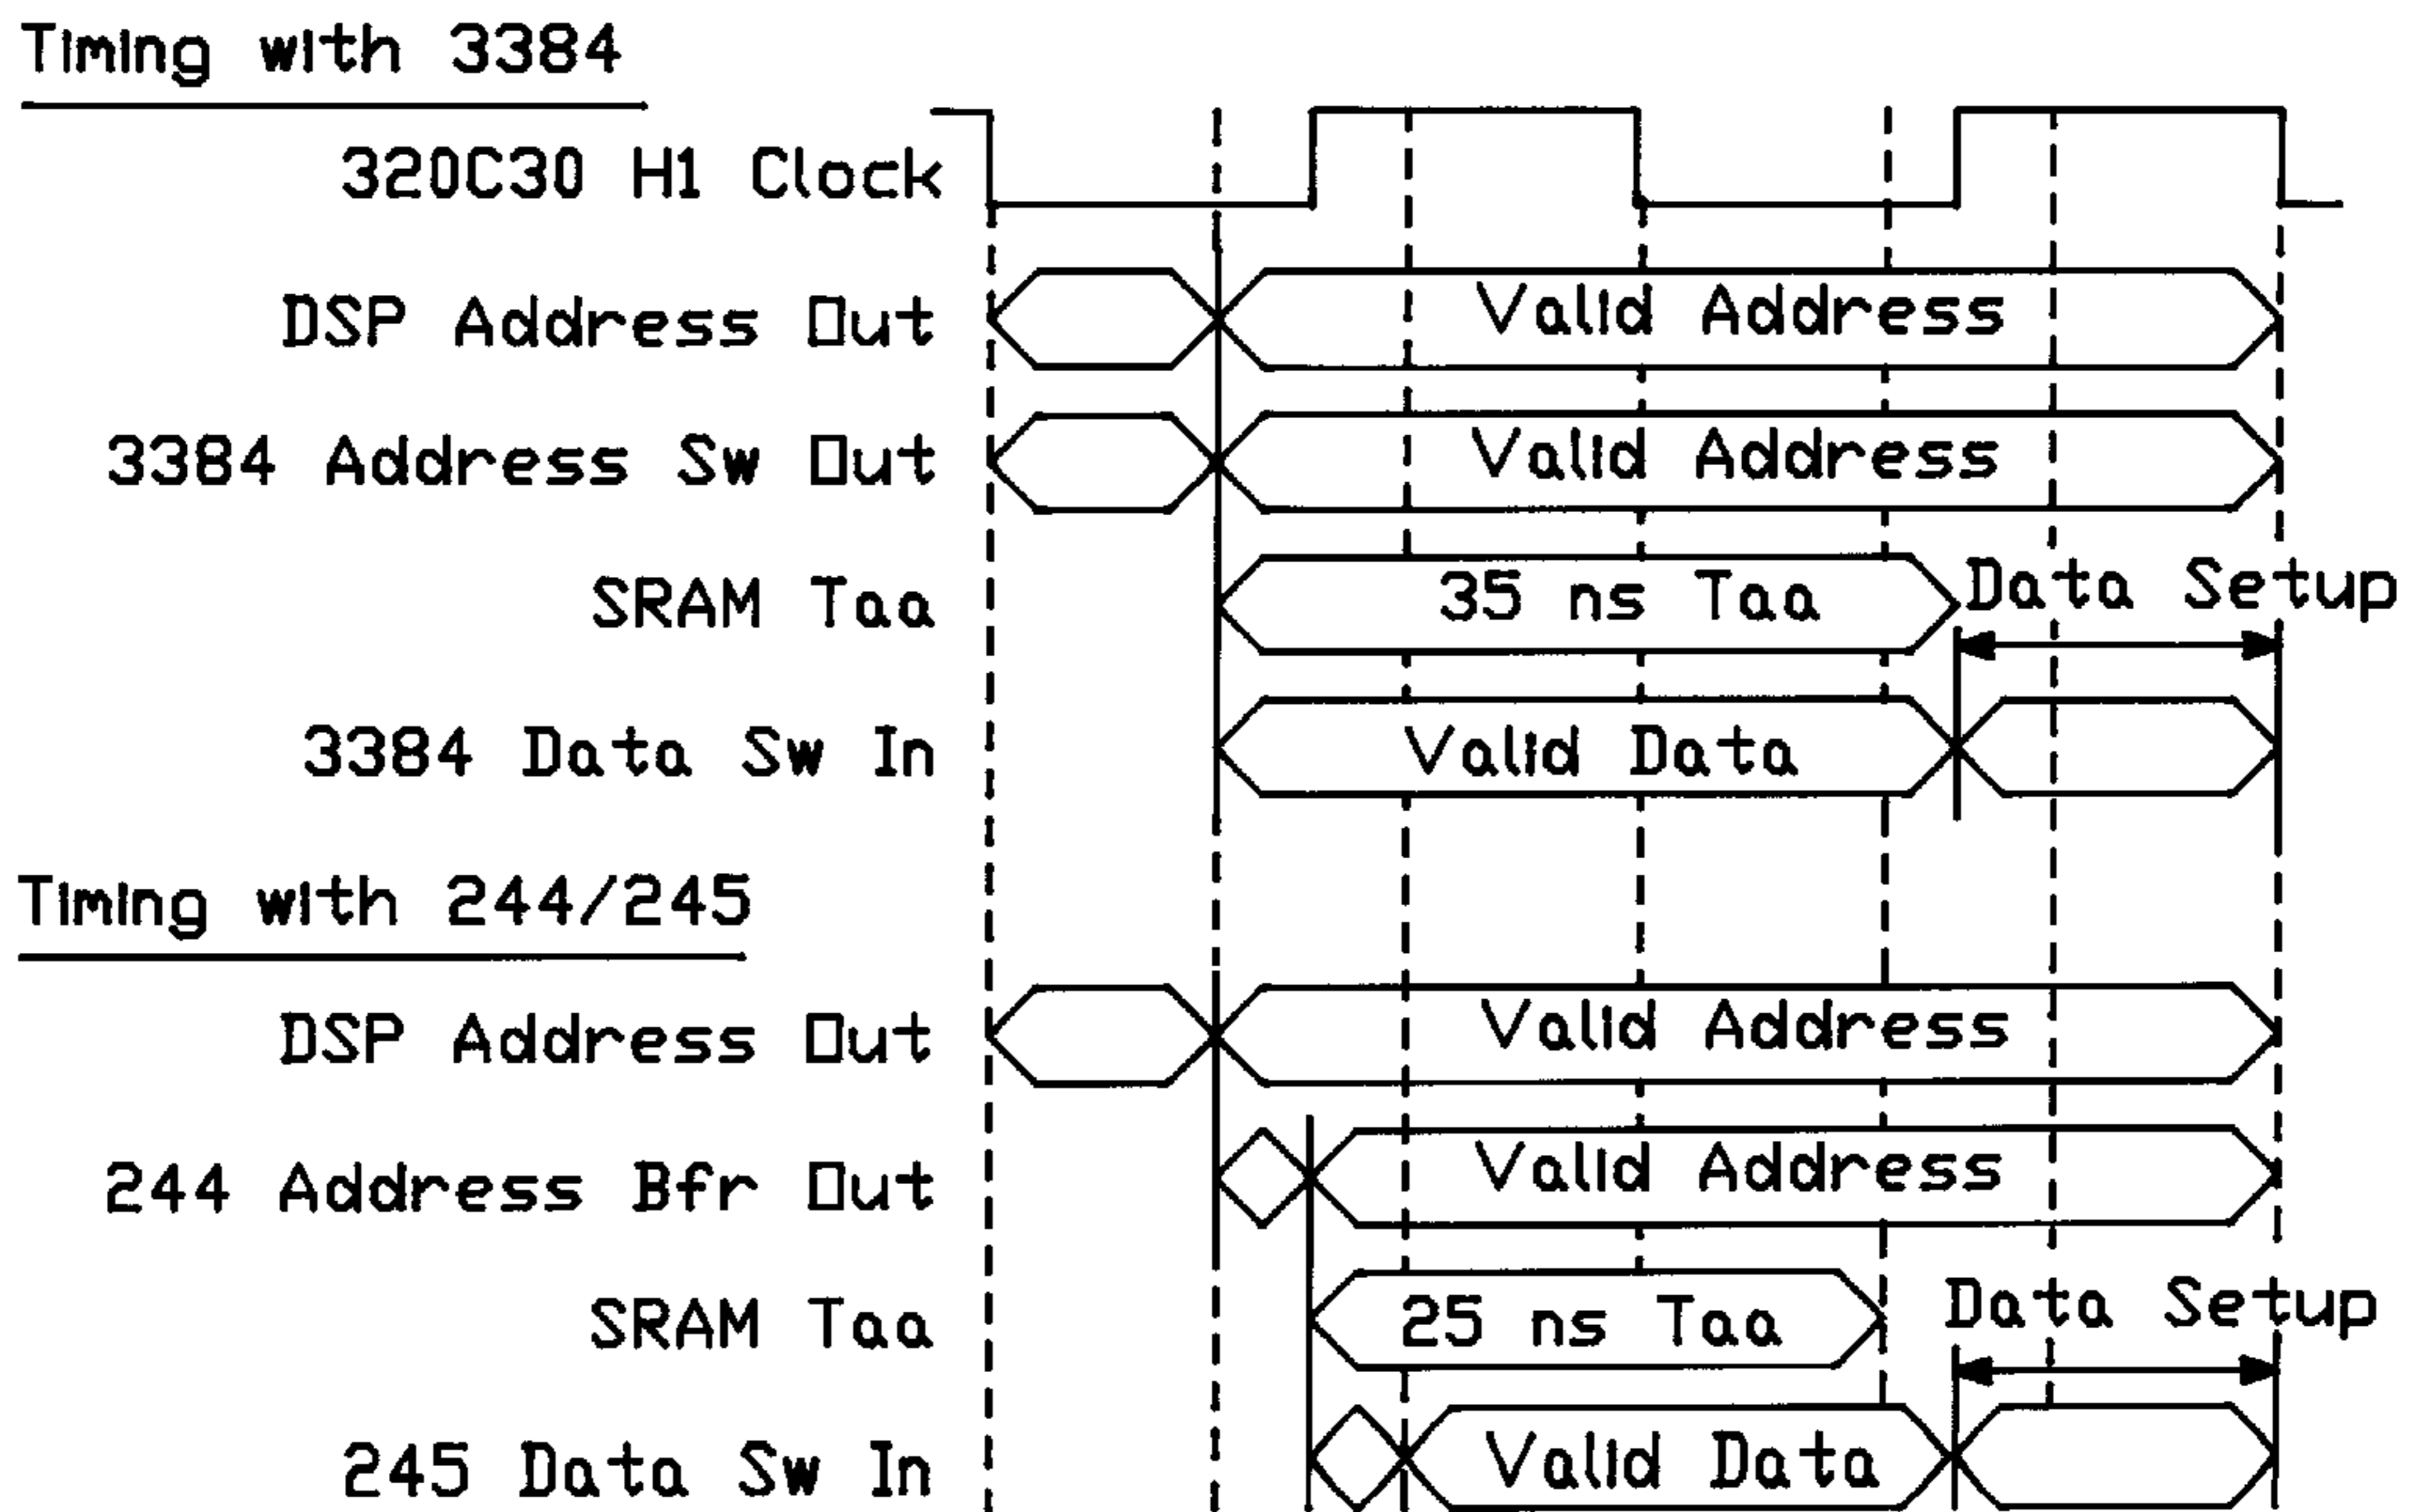 Timing with 3384
320C30 H1 Clock
DSP Address Out
Valid Address
3384 Address Sw Out
Valid Address
SRAM Taa
35 ns Taa
Data Setup
3384 Data Sw In
Valid Data
Timing with 244/245
DSP Address Out
Valid Address
244 Address Bfr Out
Valid Address
SRAM Taa
25 ns Taa
Data Setup
245 Data Sw In
Valid Data